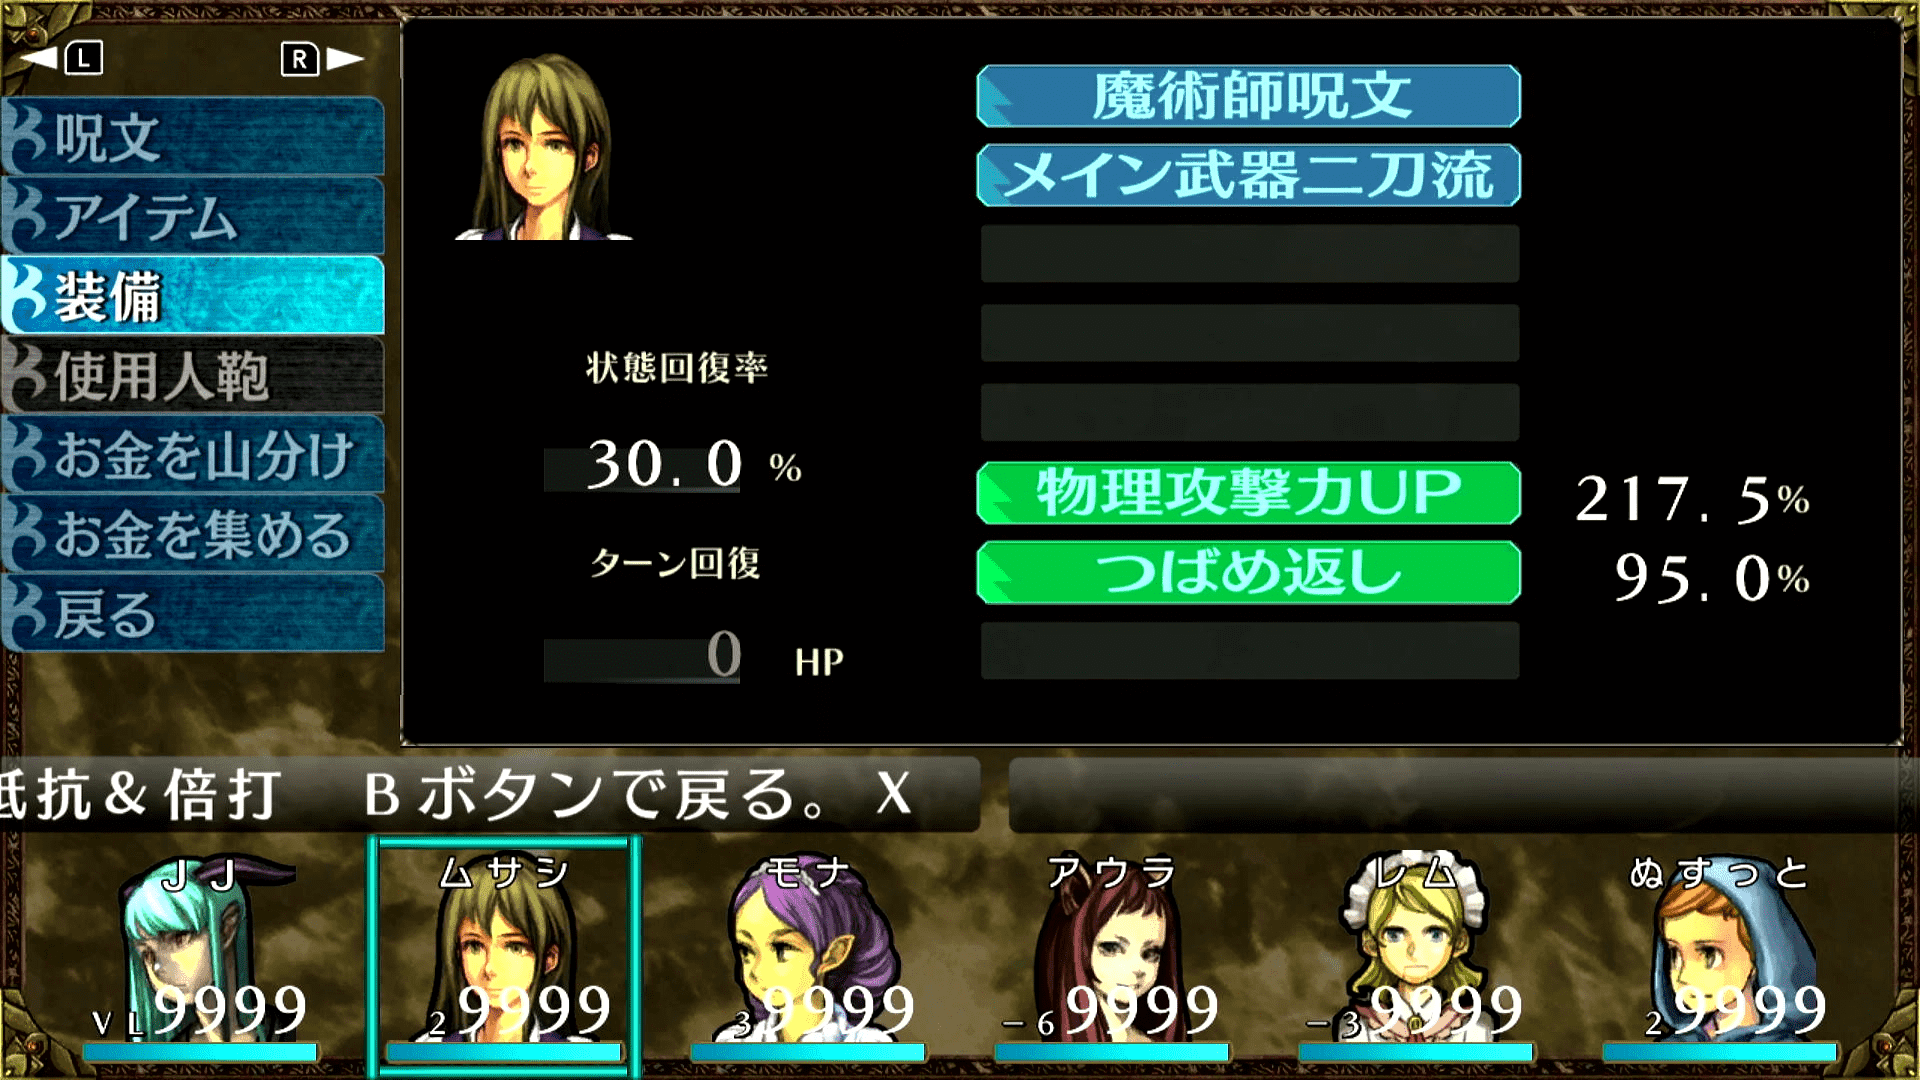 L R
呪文
アイテム
装備
使用人鞄
お金を山分け
お金を集める
戻る
状態回復率
30.0 %
ターン回復
0 HP
魔術師呪文
メイン武器二刀流
物理攻撃力UP 217.5%
つばめ返し 95.0%
抵抗&倍打 Bボタンで戻る。 X
JJ
VL 9999
ムサシ
2 9999
モナ
3 9999
アウラ
-6 9999
レム
-3 9999
ぬすっと
2 9999